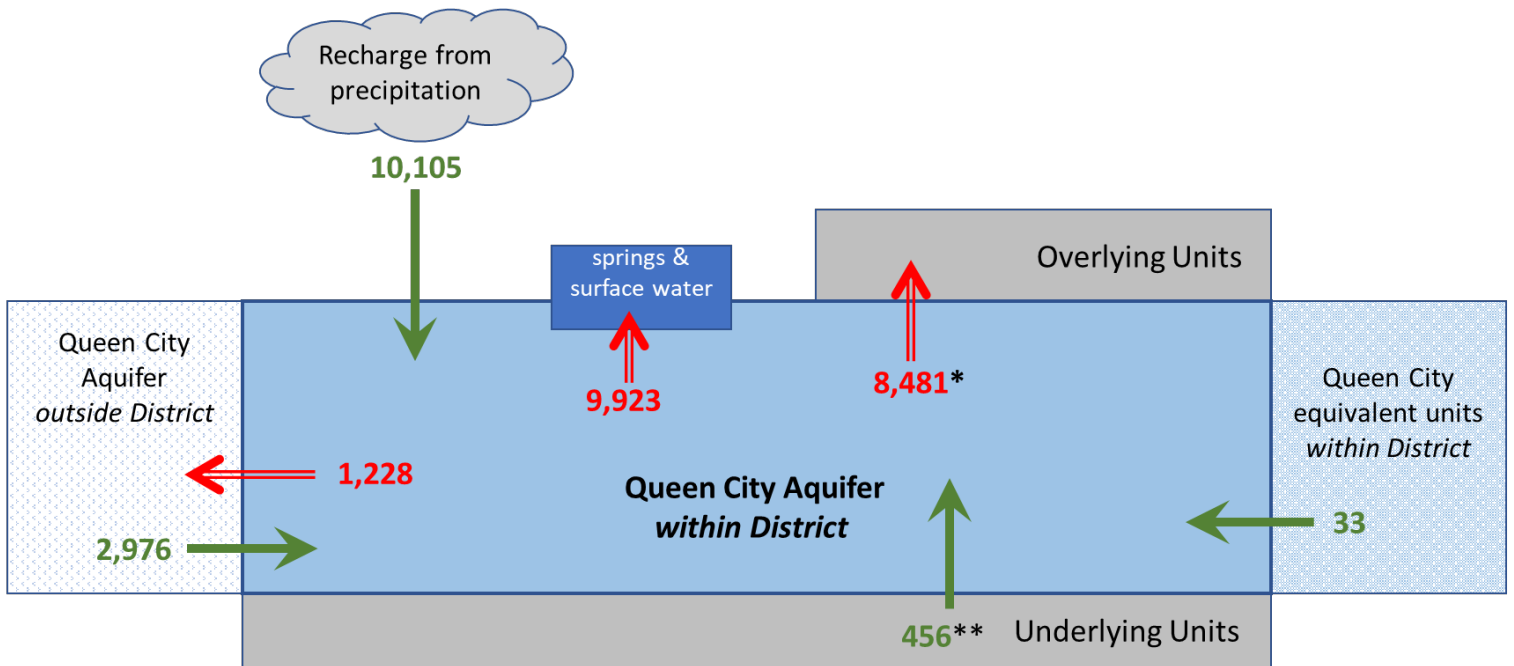 Recharge from
precipitation
10,105
springs &
surface water
Overlying Units
Queen City
Aquifer
outside District
9,923
8,481*
Queen City
equivalent units
within District
1,228
Queen City Aquifer
within District
2,976
33
456**
Underlying Units